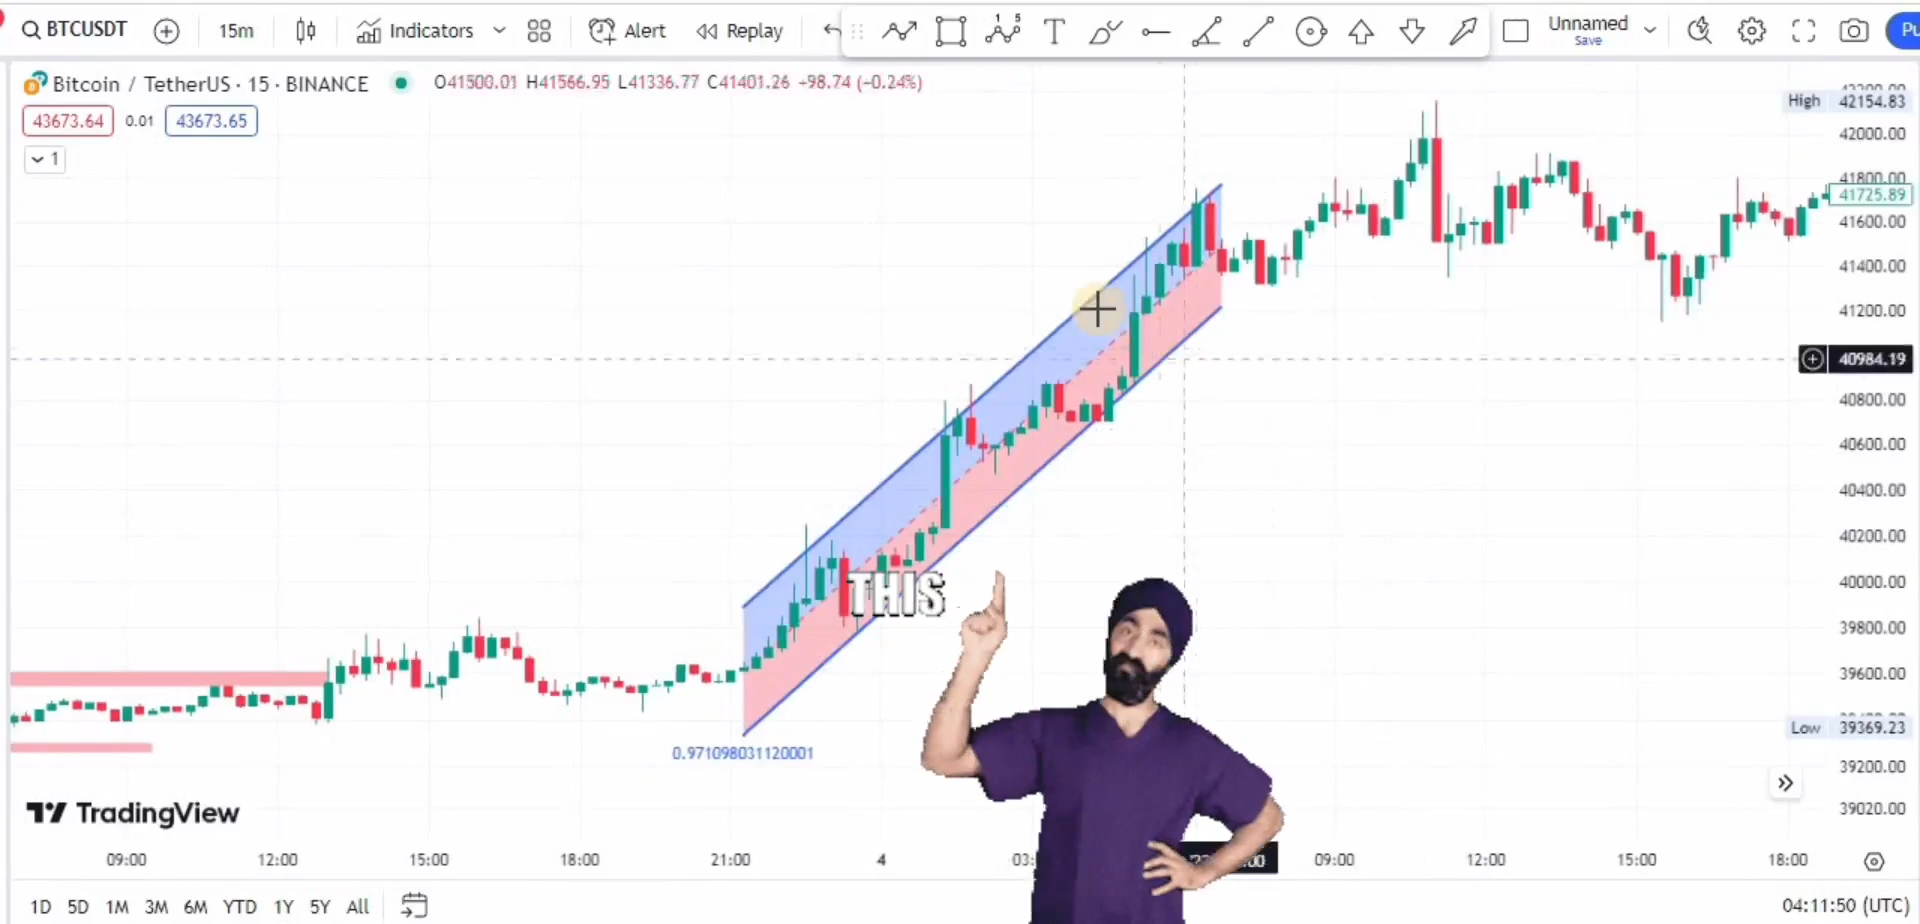 BTCUSDT 15m Indicators Alert Replay Unnamed
Save
Bitcoin / TetherUS · 15 · BINANCE O41500.01 H41566.95 L41336.77 C41401.26 +98.74 (−0.24%)
43673.64 0.01 43673.65
1
High 42154.83
42000.00
41800.00
41725.89
41600.00
41400.00
41200.00
40984.19
40800.00
40600.00
40400.00
40200.00
40000.00
THIS
39800.00
39600.00
Low 39369.23
0.971098031120001
39200.00
TradingView
39020.00
09:00 12:00 15:00 18:00 21:00 4 09:00 12:00 15:00 18:00
1D 5D 1M 3M 6M YTD 1Y 5Y All 04:11:50 (UTC)